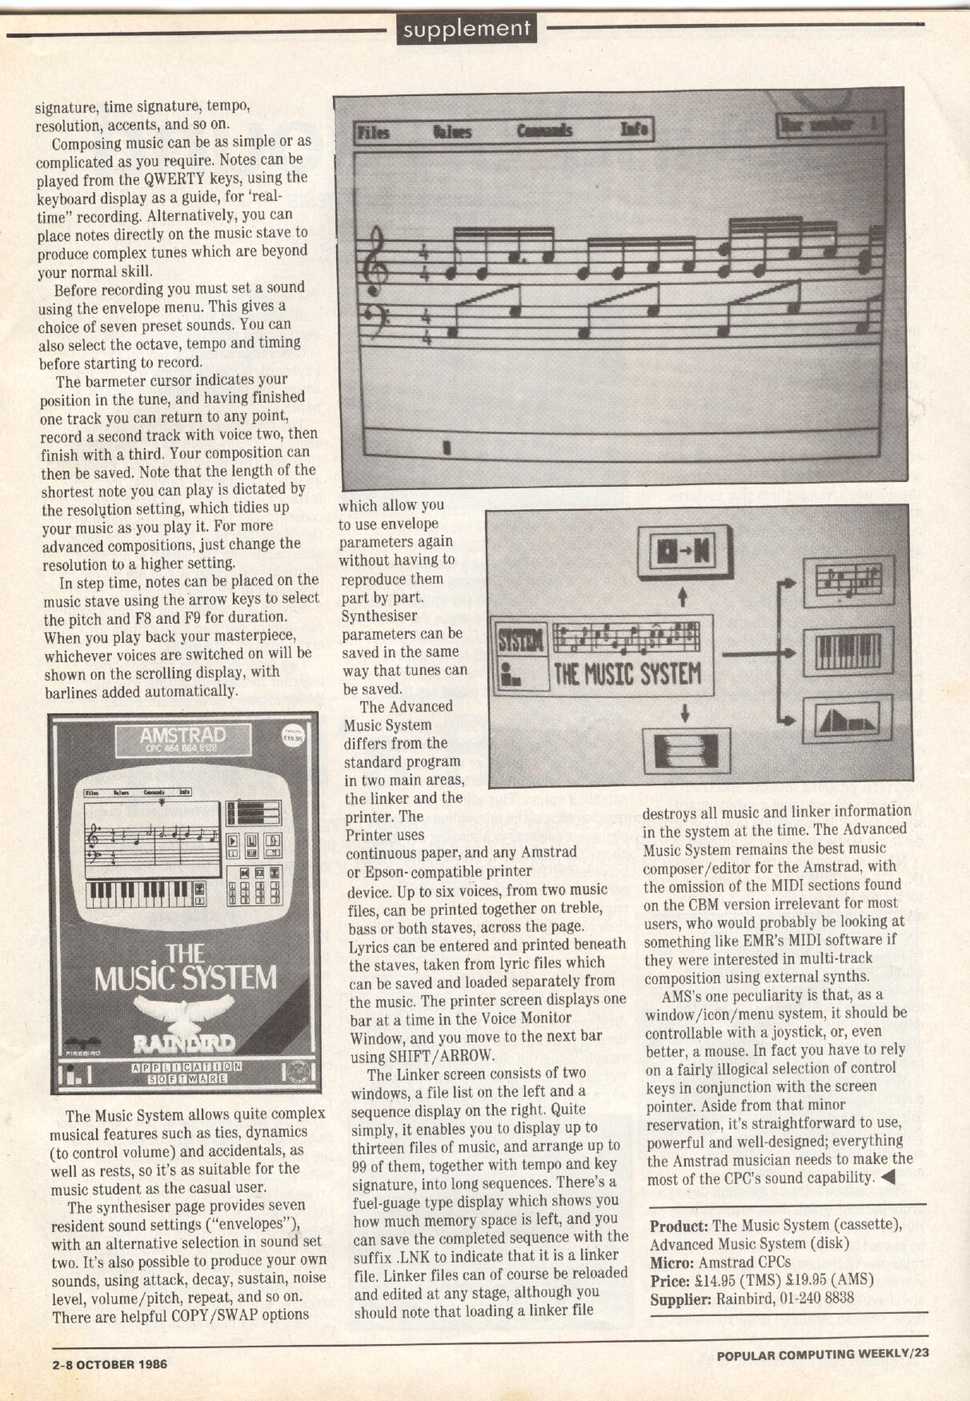 supplement
signature, time signature, tempo,
resolution, accents, and so on.
Composing music can be as simple or as
complicated as you require. Notes can be
played from the QWERTY keys, using the
keyboard display as a guide, for 'real-
time" recording. Alternatively, you can
place notes directly on the music stave to
produce complex tunes which are beyond
your normal skill.
Before recording you must set a sound
using the envelope menu. This gives a
choice of seven preset sounds. You can
also select the octave, tempo and timing
before starting to record.
The barmeter cursor indicates your
position in the tune, and having finished
one track you can return to any point,
record a second track with voice two, then
finish with a third. Your composition can
then be saved. Note that the length of the
shortest note you can play is dictated by
the resolution setting, which tidies up
your music as you play it. For more
advanced compositions, just change the
resolution to a higher setting.
In step time, notes can be placed on the
music stave using the arrow keys to select
the pitch and F8 and F9 for duration.
When you play back your masterpiece,
whichever voices are switched on will be
shown on the scrolling display, with
barlines added automatically.
AMSTRAD
CPC 464, 664, 6128
£19.95
Files Values Commands Info
THE
MUSIC SYSTEM
RAINBIRD
FIREBIRD
APPLICATION
SOFTWARE
The Music System allows quite complex
musical features such as ties, dynamics
(to control volume) and accidentals, as
well as rests, so it's as suitable for the
music student as the casual user.
The synthesiser page provides seven
resident sound settings ("envelopes"),
with an alternative selection in sound set
two. It's also possible to produce your own
sounds, using attack, decay, sustain, noise
level, volume/pitch, repeat, and so on.
There are helpful COPY/SWAP options
Files Values Commands Info
Bar number 1
4
4
4
4
which allow you
to use envelope
parameters again
without having to
reproduce them
part by part.
Synthesiser
parameters can be
saved in the same
way that tunes can
be saved.
The Advanced
Music System
differs from the
standard program
in two main areas,
the linker and the
printer. The
Printer uses
continuous paper, and any Amstrad
or Epson-compatible printer
device. Up to six voices, from two music
files, can be printed together on treble,
bass or both staves, across the page.
Lyrics can be entered and printed beneath
the staves, taken from lyric files which
can be saved and loaded separately from
the music. The printer screen displays one
bar at a time in the Voice Monitor
Window, and you move to the next bar
using SHIFT/ARROW.
The Linker screen consists of two
windows, a file list on the left and a
sequence display on the right. Quite
simply, it enables you to display up to
thirteen files of music, and arrange up to
99 of them, together with tempo and key
signature, into long sequences. There's a
fuel-guage type display which shows you
how much memory space is left, and you
can save the completed sequence with the
suffix .LNK to indicate that it is a linker
file. Linker files can of course be reloaded
and edited at any stage, although you
should note that loading a linker file
SYSTEM
THE MUSIC SYSTEM
destroys all music and linker information
in the system at the time. The Advanced
Music System remains the best music
composer/editor for the Amstrad, with
the omission of the MIDI sections found
on the CBM version irrelevant for most
users, who would probably be looking at
something like EMR's MIDI software if
they were interested in multi-track
composition using external synths.
AMS's one peculiarity is that, as a
window/icon/menu system, it should be
controllable with a joystick, or, even
better, a mouse. In fact you have to rely
on a fairly illogical selection of control
keys in conjunction with the screen
pointer. Aside from that minor
reservation, it's straightforward to use,
powerful and well-designed; everything
the Amstrad musician needs to make the
most of the CPC's sound capability.
Product: The Music System (cassette),
Advanced Music System (disk)
Micro: Amstrad CPCs
Price: £14.95 (TMS) £19.95 (AMS)
Supplier: Rainbird, 01-240 8838
2-8 OCTOBER 1986
POPULAR COMPUTING WEEKLY/23